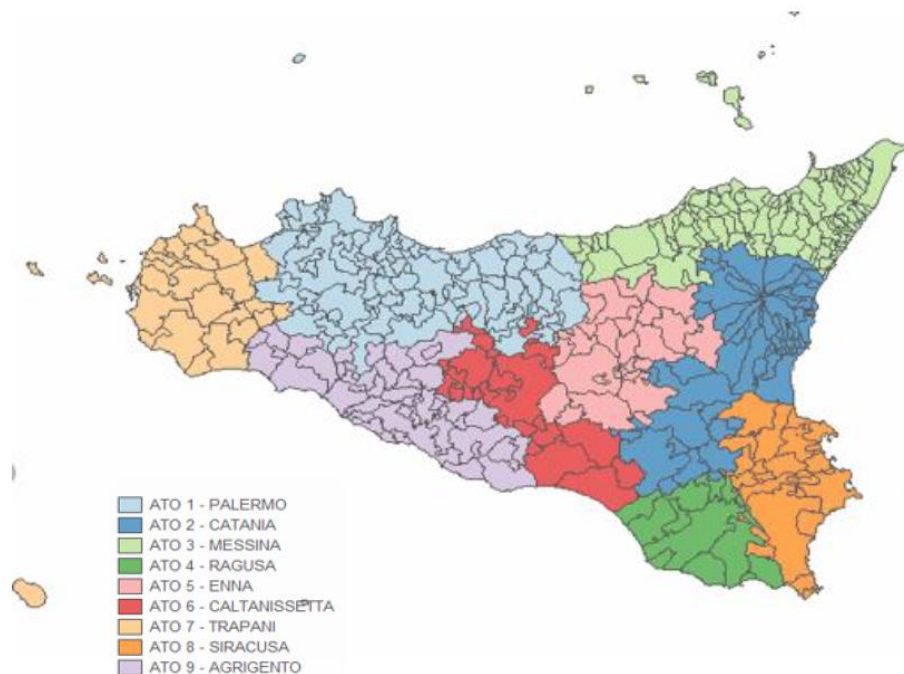 ATO 1 - PALERMO
ATO 2 - CATANIA
ATO 3 - MESSINA
ATO 4 - RAGUSA
ATO 5 - ENNA
ATO 6 - CALTANISSETTA
ATO 7 - TRAPANI
ATO 8 - SIRACUSA
ATO 9 - AGRIGENTO